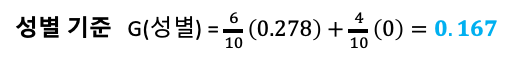 성별 기준 G(성별) = 6/10 (0.278) + 4/10 (0) = 0.167